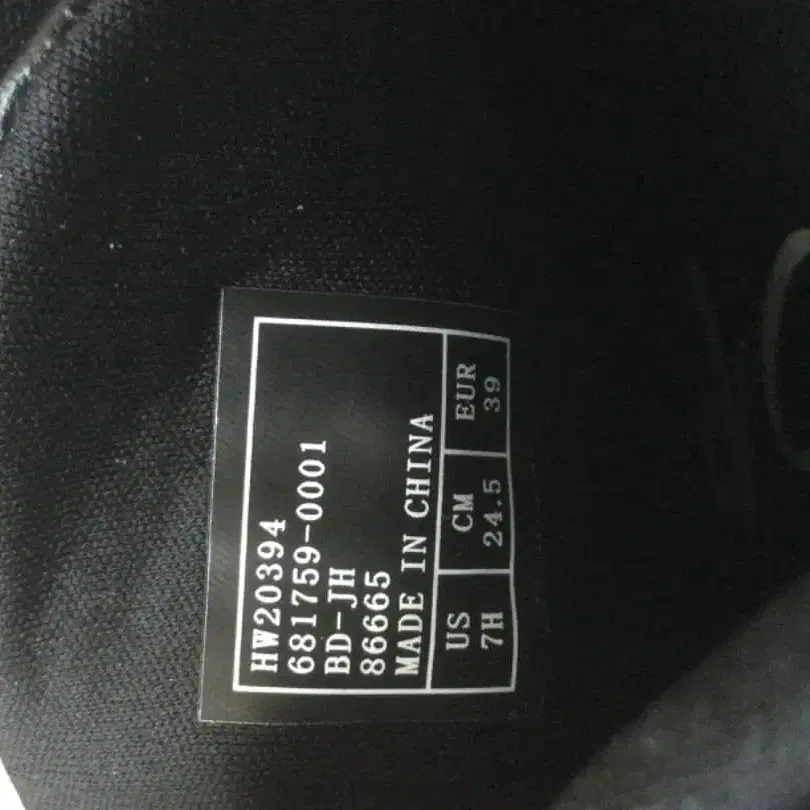 HW20394
681759-0001
BD-JH
86665
MADE IN CHINA
US CM EUR
7H 24.5 39